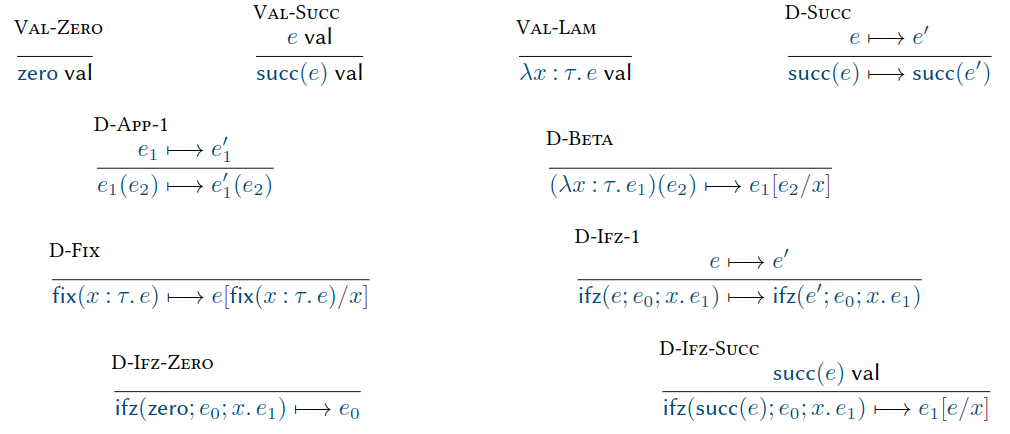 VAL-ZERO
zero val
VAL-SUCC
e val
succ(e) val
VAL-LAM
λx : τ. e val
D-SUCC
e ⟼ e′
succ(e) ⟼ succ(e′)
D-APP-1
e₁ ⟼ e₁′
e₁(e₂) ⟼ e₁′(e₂)
D-BETA
(λx : τ. e₁)(e₂) ⟼ e₁[e₂/x]
D-FIX
fix(x : τ. e) ⟼ e[fix(x : τ. e)/x]
D-IFZ-1
e ⟼ e′
ifz(e; e₀; x. e₁) ⟼ ifz(e′; e₀; x. e₁)
D-IFZ-ZERO
ifz(zero; e₀; x. e₁) ⟼ e₀
D-IFZ-SUCC
succ(e) val
ifz(succ(e); e₀; x. e₁) ⟼ e₁[e/x]